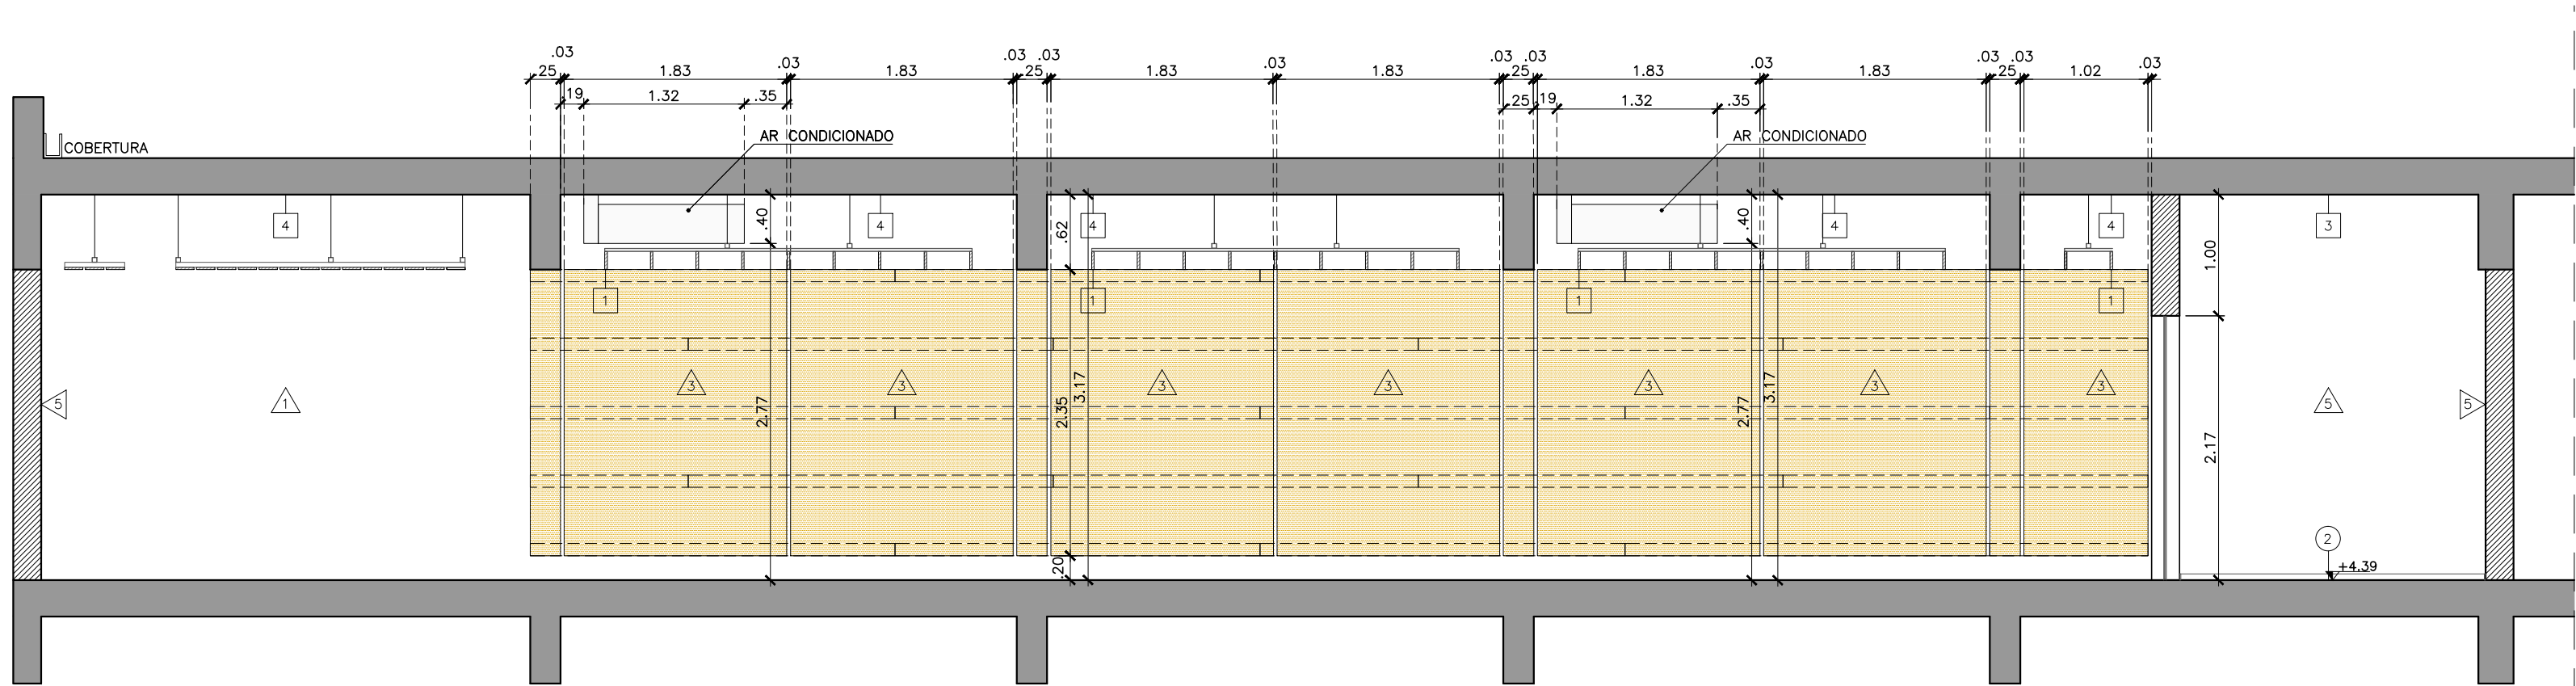 .03 .03 .03 .03 .03 .03 .03 .03 .03 .03
.25 1.83 1.83 .25 1.83 1.83 .25 1.83 1.83 .25 1.02
.19 1.32 .35 .25 .19 1.32 .35
AR CONDICIONADO AR CONDICIONADO
COBERTURA
4 .40 4 .62 4 .40 4 4 3
1.00
1 1 1 1
3 3 3 3 3 3 3
5 1 2.77 2.35 3.17 2.77 3.17 5 5
2.17
2
.20 +4.39